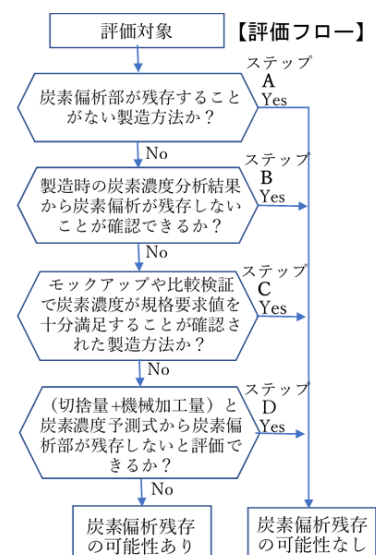 評価対象
【評価フロー】
ステップ
A
Yes
炭素偏析部が残存すること
がない製造方法か？
No
ステップ
B
Yes
製造時の炭素濃度分析結果
から炭素偏析が残存しない
ことが確認できるか？
No
ステップ
C
Yes
モックアップや比較検証
で炭素濃度が規格要求値を
十分満足することが確認さ
れた製造方法か？
No
ステップ
D
Yes
（切捨量+機械加工量）と
炭素濃度予測式から炭素偏
析部が残存しないと評価で
きるか？
No
炭素偏析残存
の可能性あり
炭素偏析残存
の可能性なし